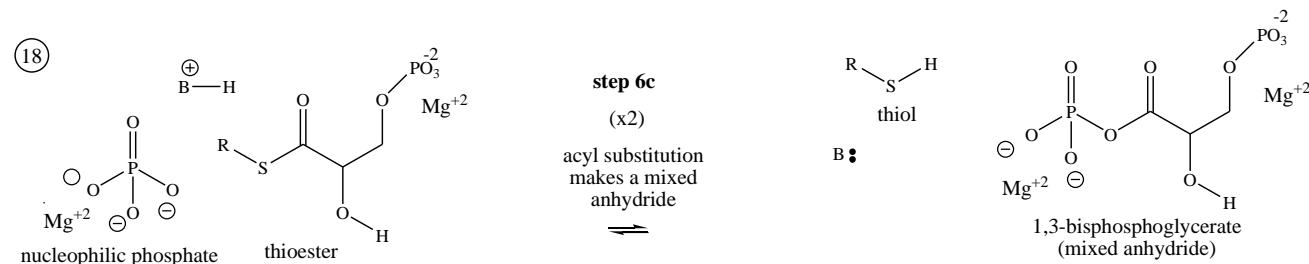 18
B H
⊕
O
R S
O
O
H
PO3 -2
Mg+2
O
P
O O O
⊖ ⊖
Mg+2
nucleophilic phosphate
thioester
step 6c
(x2)
acyl substitution
makes a mixed
anhydride
R S H
thiol
B:
O
P
O O
O
⊖ ⊖
Mg+2
O
O
H
O
PO3 -2
Mg+2
1,3-bisphosphoglycerate
(mixed anhydride)